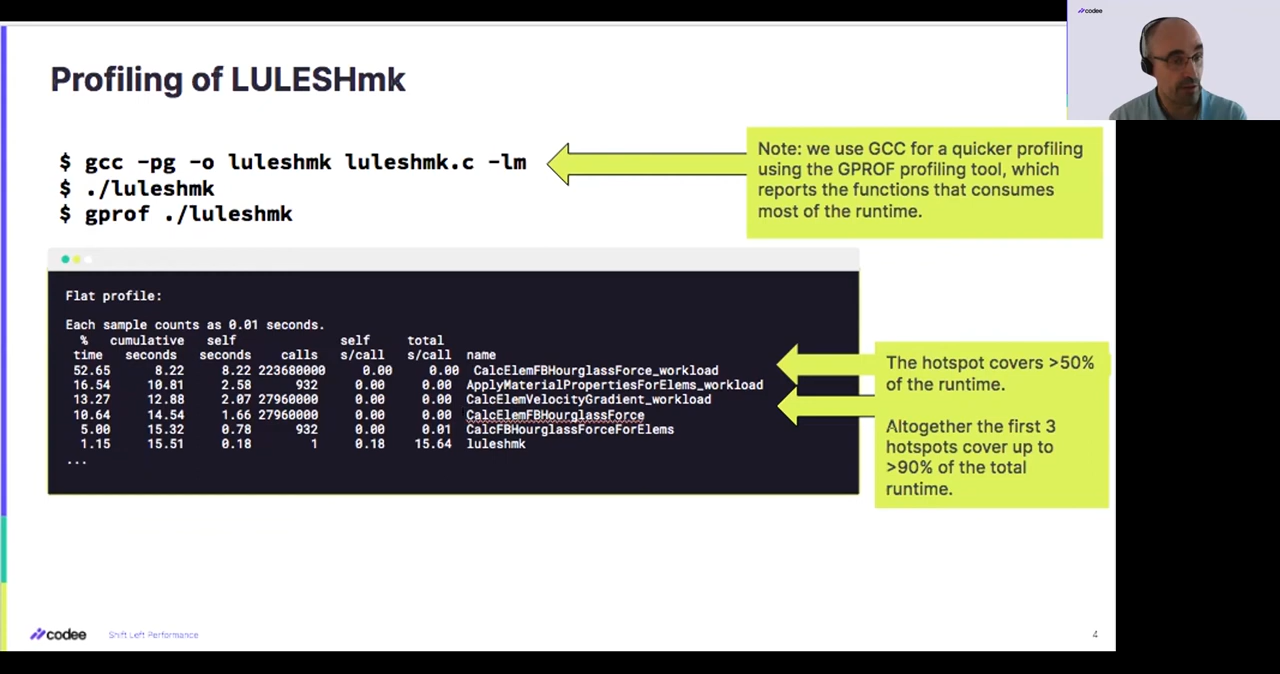 codee
Profiling of LULESHmk
$ gcc -pg -o luleshmk luleshmk.c -lm
$ ./luleshmk
$ gprof ./luleshmk
Note: we use GCC for a quicker profiling
using the GPROF profiling tool, which
reports the functions that consumes
most of the runtime.
Flat profile:
Each sample counts as 0.01 seconds.
% cumulative self self total
time seconds seconds calls s/call s/call name
52.65 8.22 8.22 223680000 0.00 0.00 CalcElemFBHourglassForce_workload
16.54 10.81 2.58 932 0.00 0.00 ApplyMaterialPropertiesForElems_workload
13.27 12.88 2.07 27960000 0.00 0.00 CalcElemVelocityGradient_workload
10.64 14.54 1.66 27960000 0.00 0.00 CalcElemFBHourglassForce
5.00 15.32 0.78 932 0.00 0.01 CalcFBHourglassForceForElems
1.15 15.51 0.18 1 0.18 15.64 luleshmk
...
The hotspot covers >50%
of the runtime.
Altogether the first 3
hotspots cover up to
>90% of the total
runtime.
codee Shift Left Performance
4